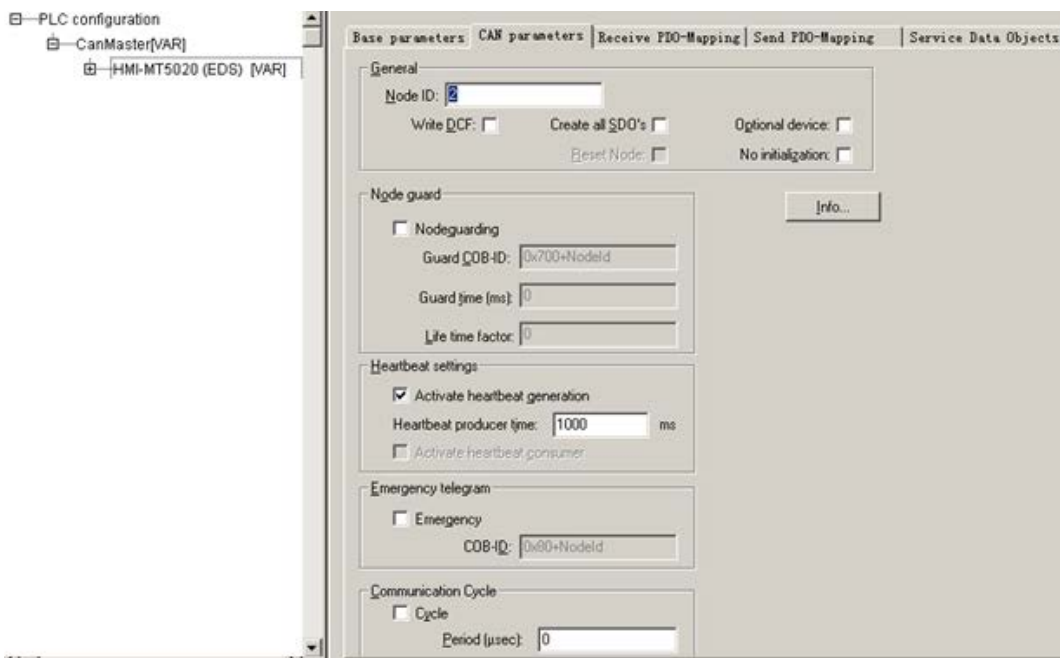 PLC configuration
CanMaster[VAR]
HMI-MT5020 (EDS) [VAR]
Base parameters CAN parameters Receive PDO-Mapping Send PDO-Mapping Service Data Objects
General
Node ID: 2
Write DCF: Create all SDO's Optional device:
Reset Node: No initialization:
Node guard
Info...
Nodeguarding
Guard COB-ID: 0x700+NodeId
Guard time (ms): 0
Life time factor: 0
Heartbeat settings
Activate heartbeat generation
Heartbeat producer time: 1000 ms
Activate heartbeat consumer
Emergency telegram
Emergency
COB-ID: 0x80+NodeId
Communication Cycle
Cycle
Period (µsec): 0